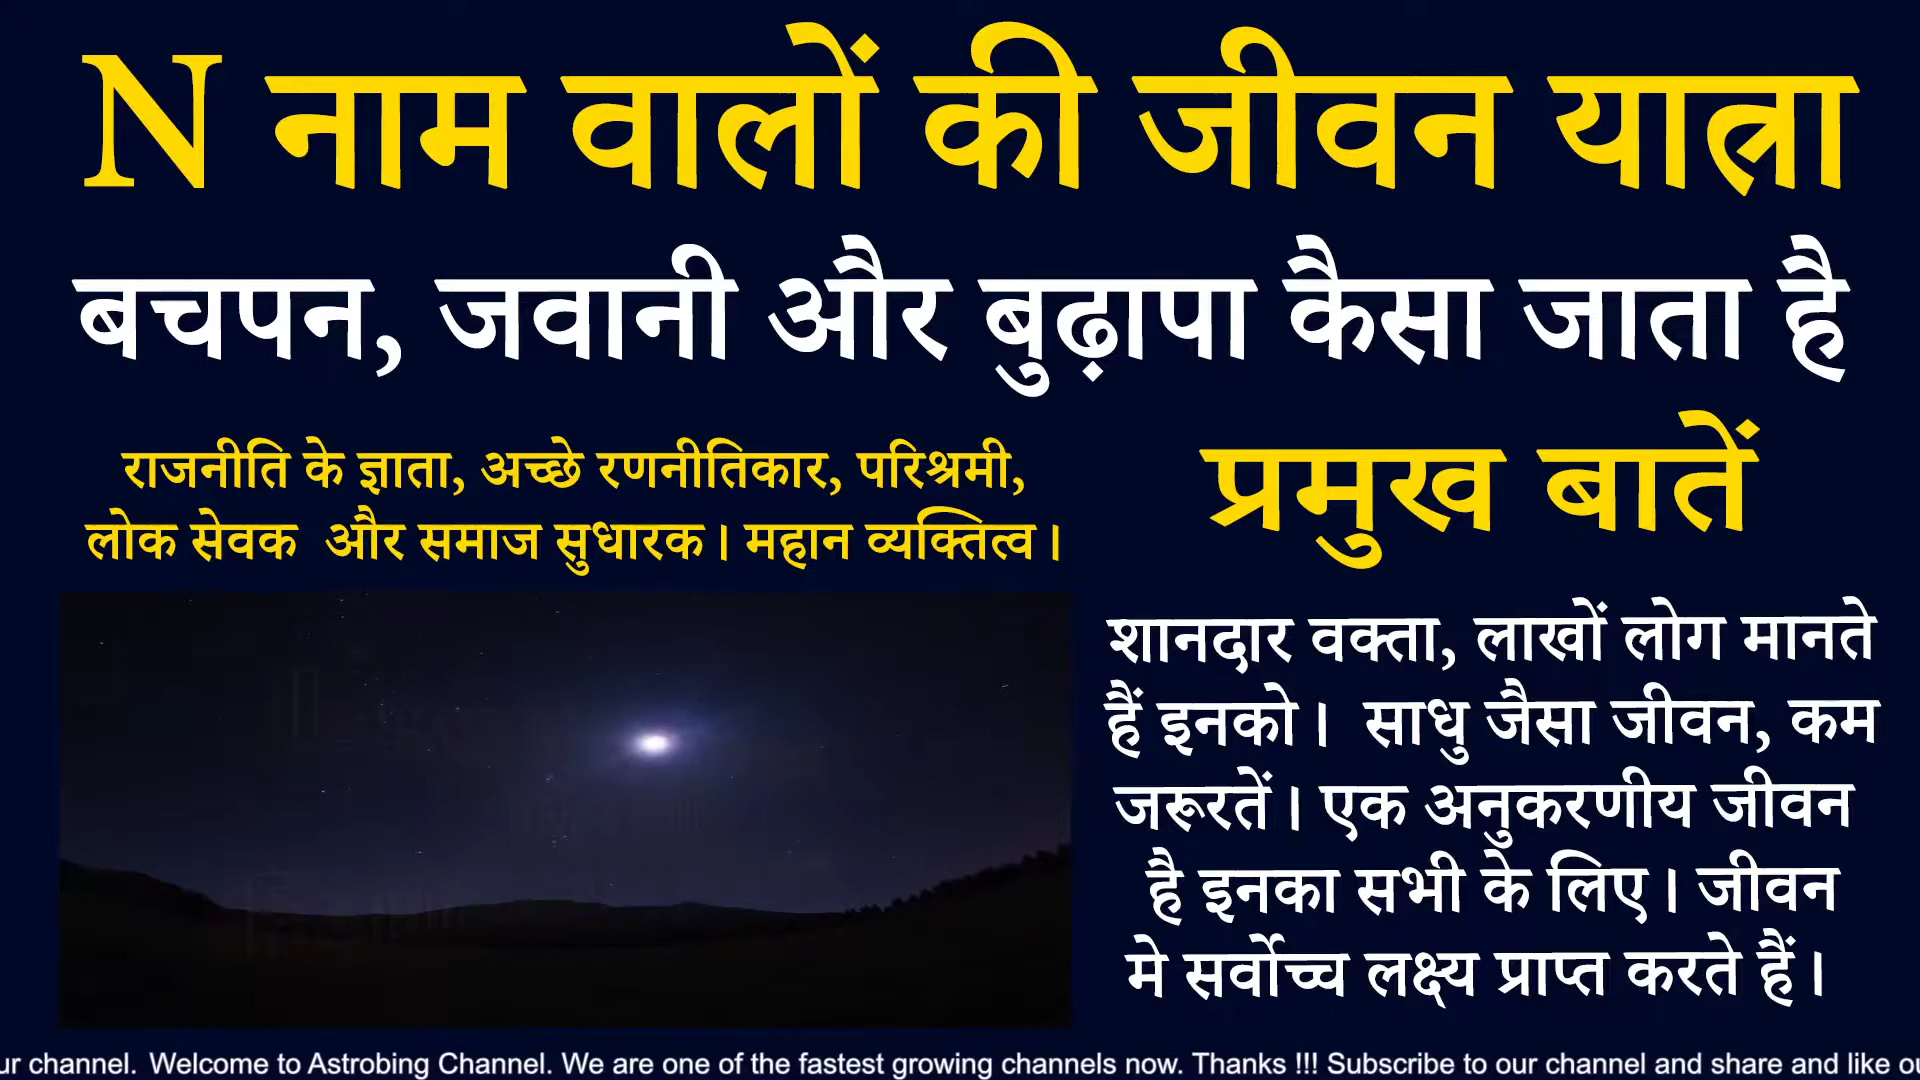 N नाम वालों की जीवन यात्रा
बचपन, जवानी और बुढ़ापा कैसा जाता है
राजनीति के ज्ञाता, अच्छे रणनीतिकार, परिश्रमी,
लोक सेवक और समाज सुधारक। महान व्यक्तित्व।
प्रमुख बातें
शानदार वक्ता, लाखों लोग मानते
हैं इनको। साधु जैसा जीवन, कम
जरूरतें। एक अनुकरणीय जीवन
है इनका सभी के लिए। जीवन
मे सर्वोच्च लक्ष्य प्राप्त करते हैं।
ur channel. Welcome to Astrobing Channel. We are one of the fastest growing channels now. Thanks !!! Subscribe to our channel and share and like ou